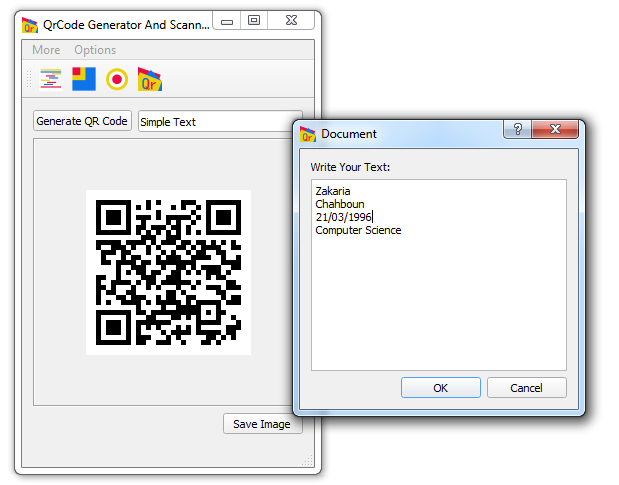 QrCode Generator And Scann...
More Options
Qr
Generate QR Code
Simple Text
Save Image
Qr
Document
?
Write Your Text:
Zakaria
Chahboun
21/03/1996
Computer Science
OK
Cancel